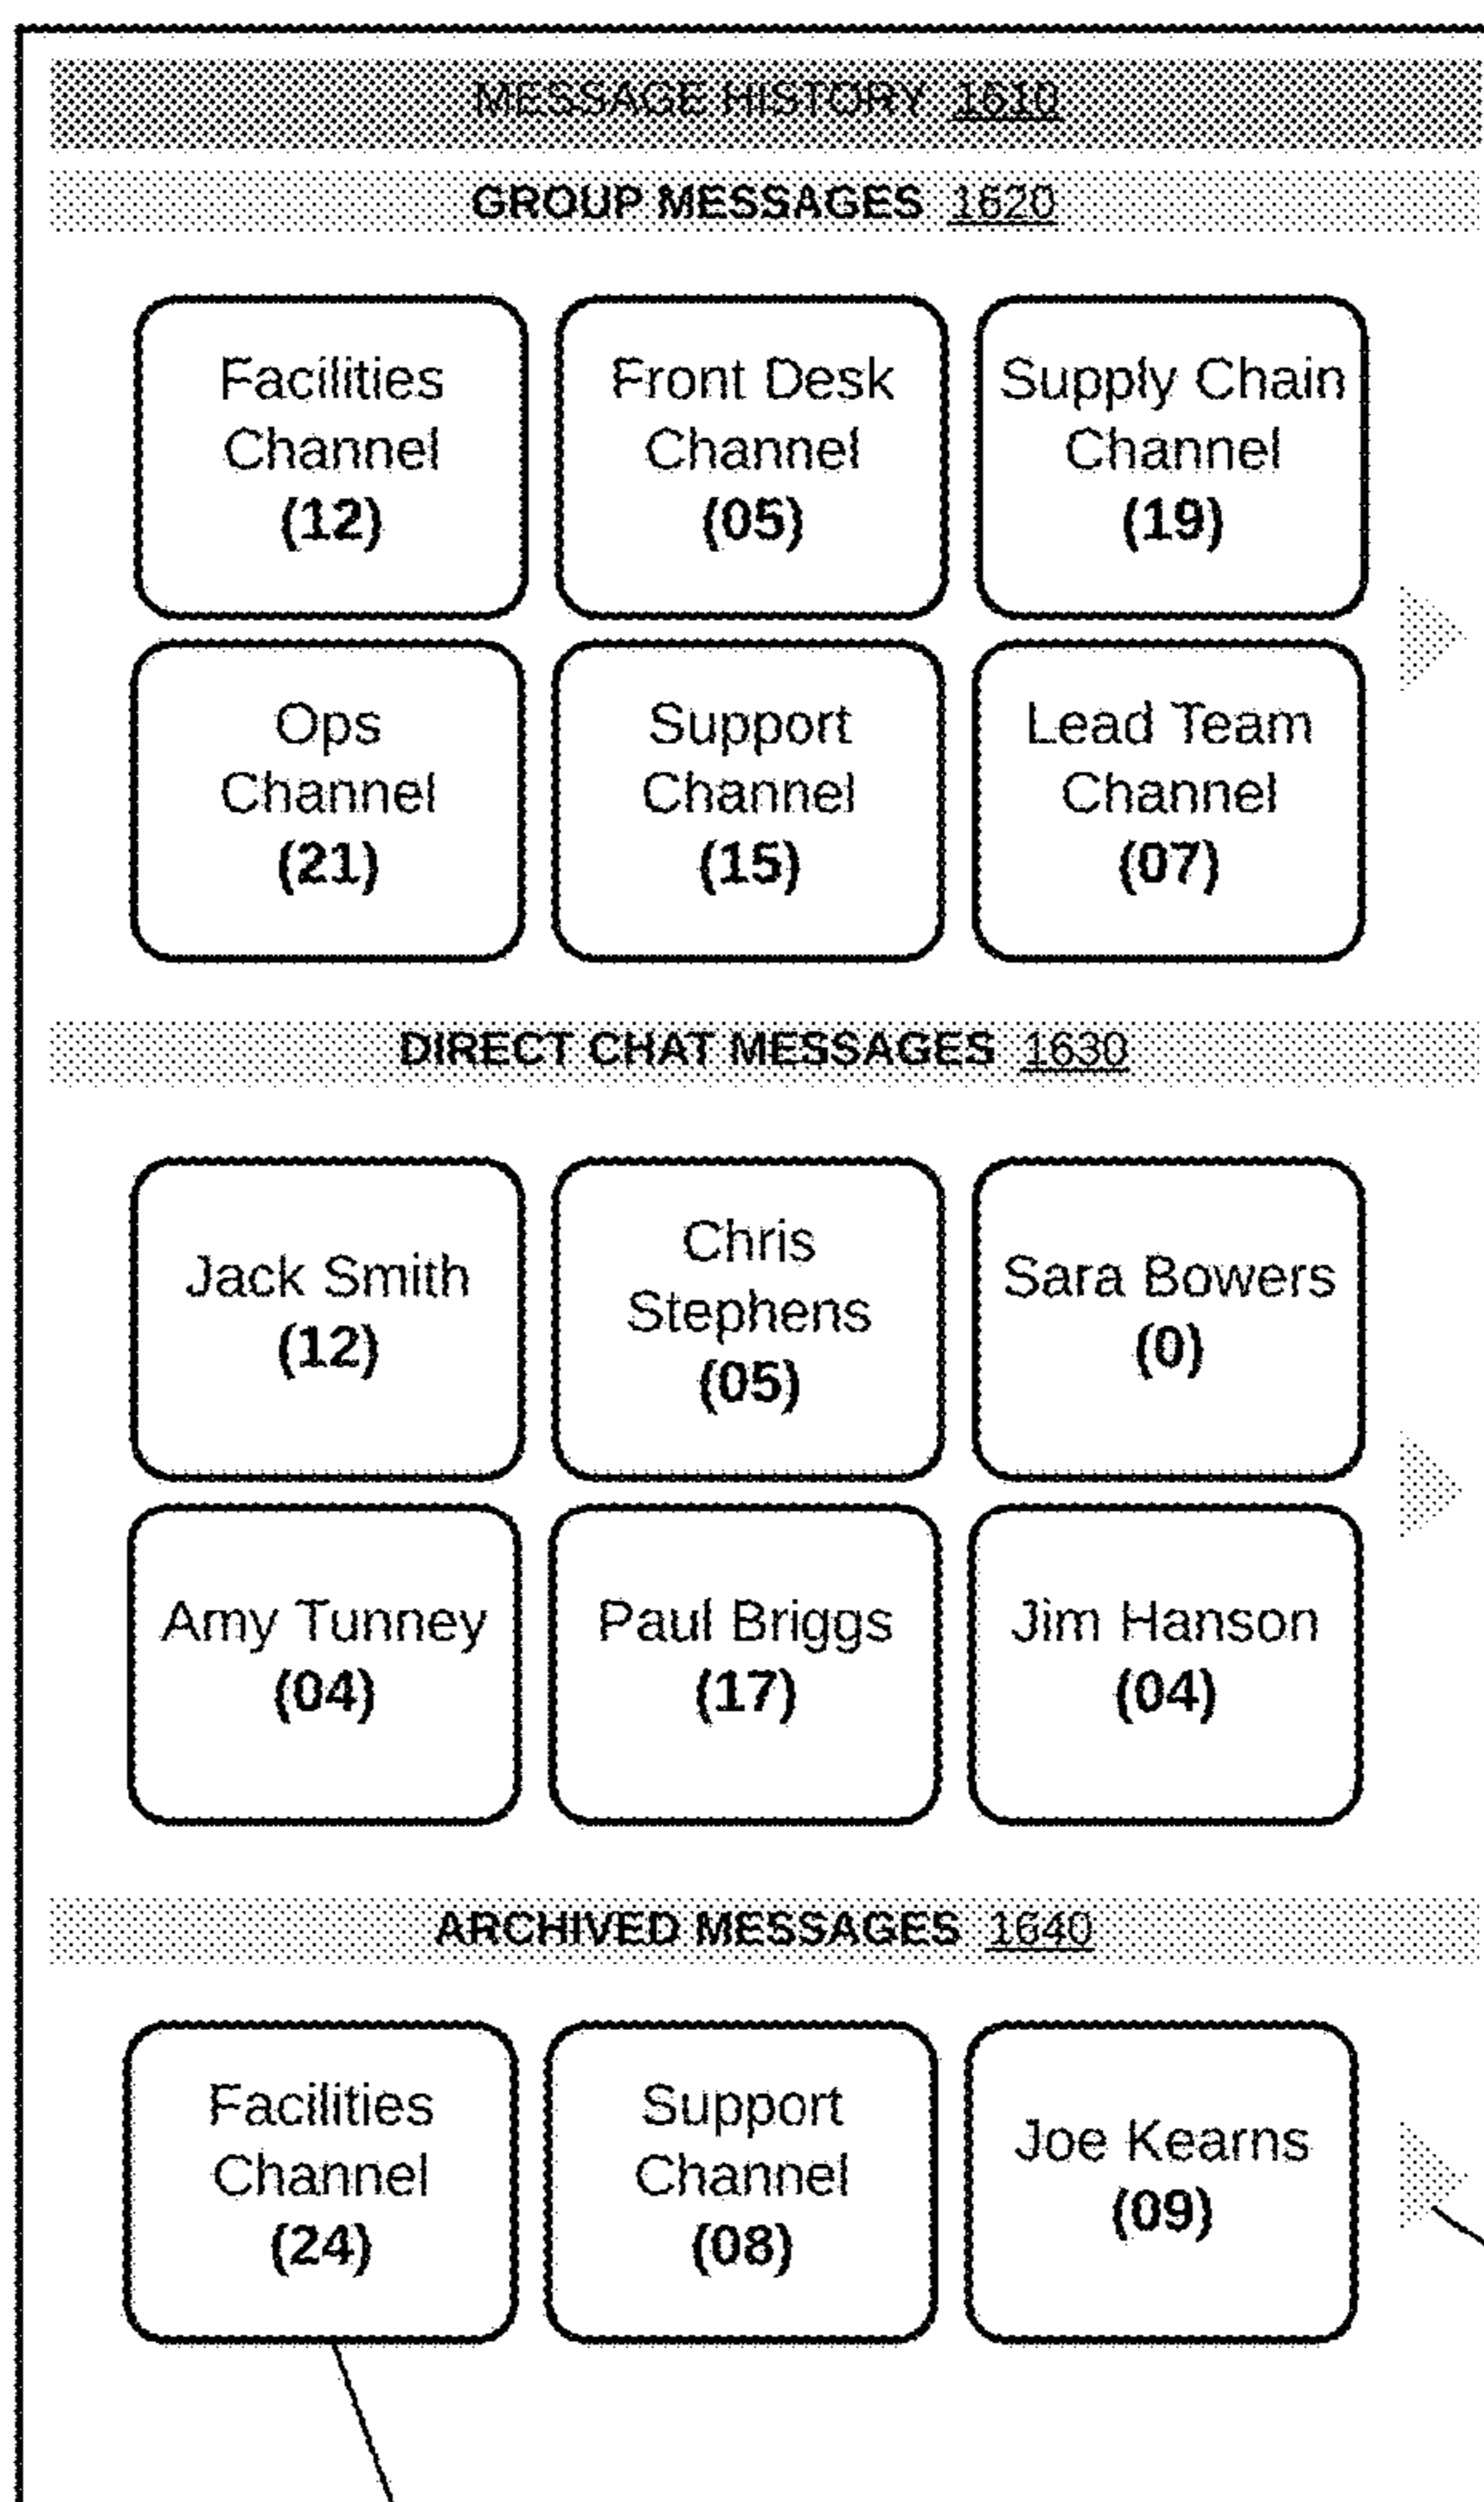 MESSAGE HISTORY 1610
GROUP MESSAGES 1620
Facilities
Channel
(12)
Front Desk
Channel
(05)
Supply Chain
Channel
(19)
Ops
Channel
(21)
Support
Channel
(15)
Lead Team
Channel
(07)
DIRECT CHAT MESSAGES 1630
Jack Smith
(12)
Chris
Stephens
(05)
Sara Bowers
(0)
Amy Tunney
(04)
Paul Briggs
(17)
Jim Hanson
(04)
ARCHIVED MESSAGES 1640
Facilities
Channel
(24)
Support
Channel
(08)
Joe Kearns
(09)